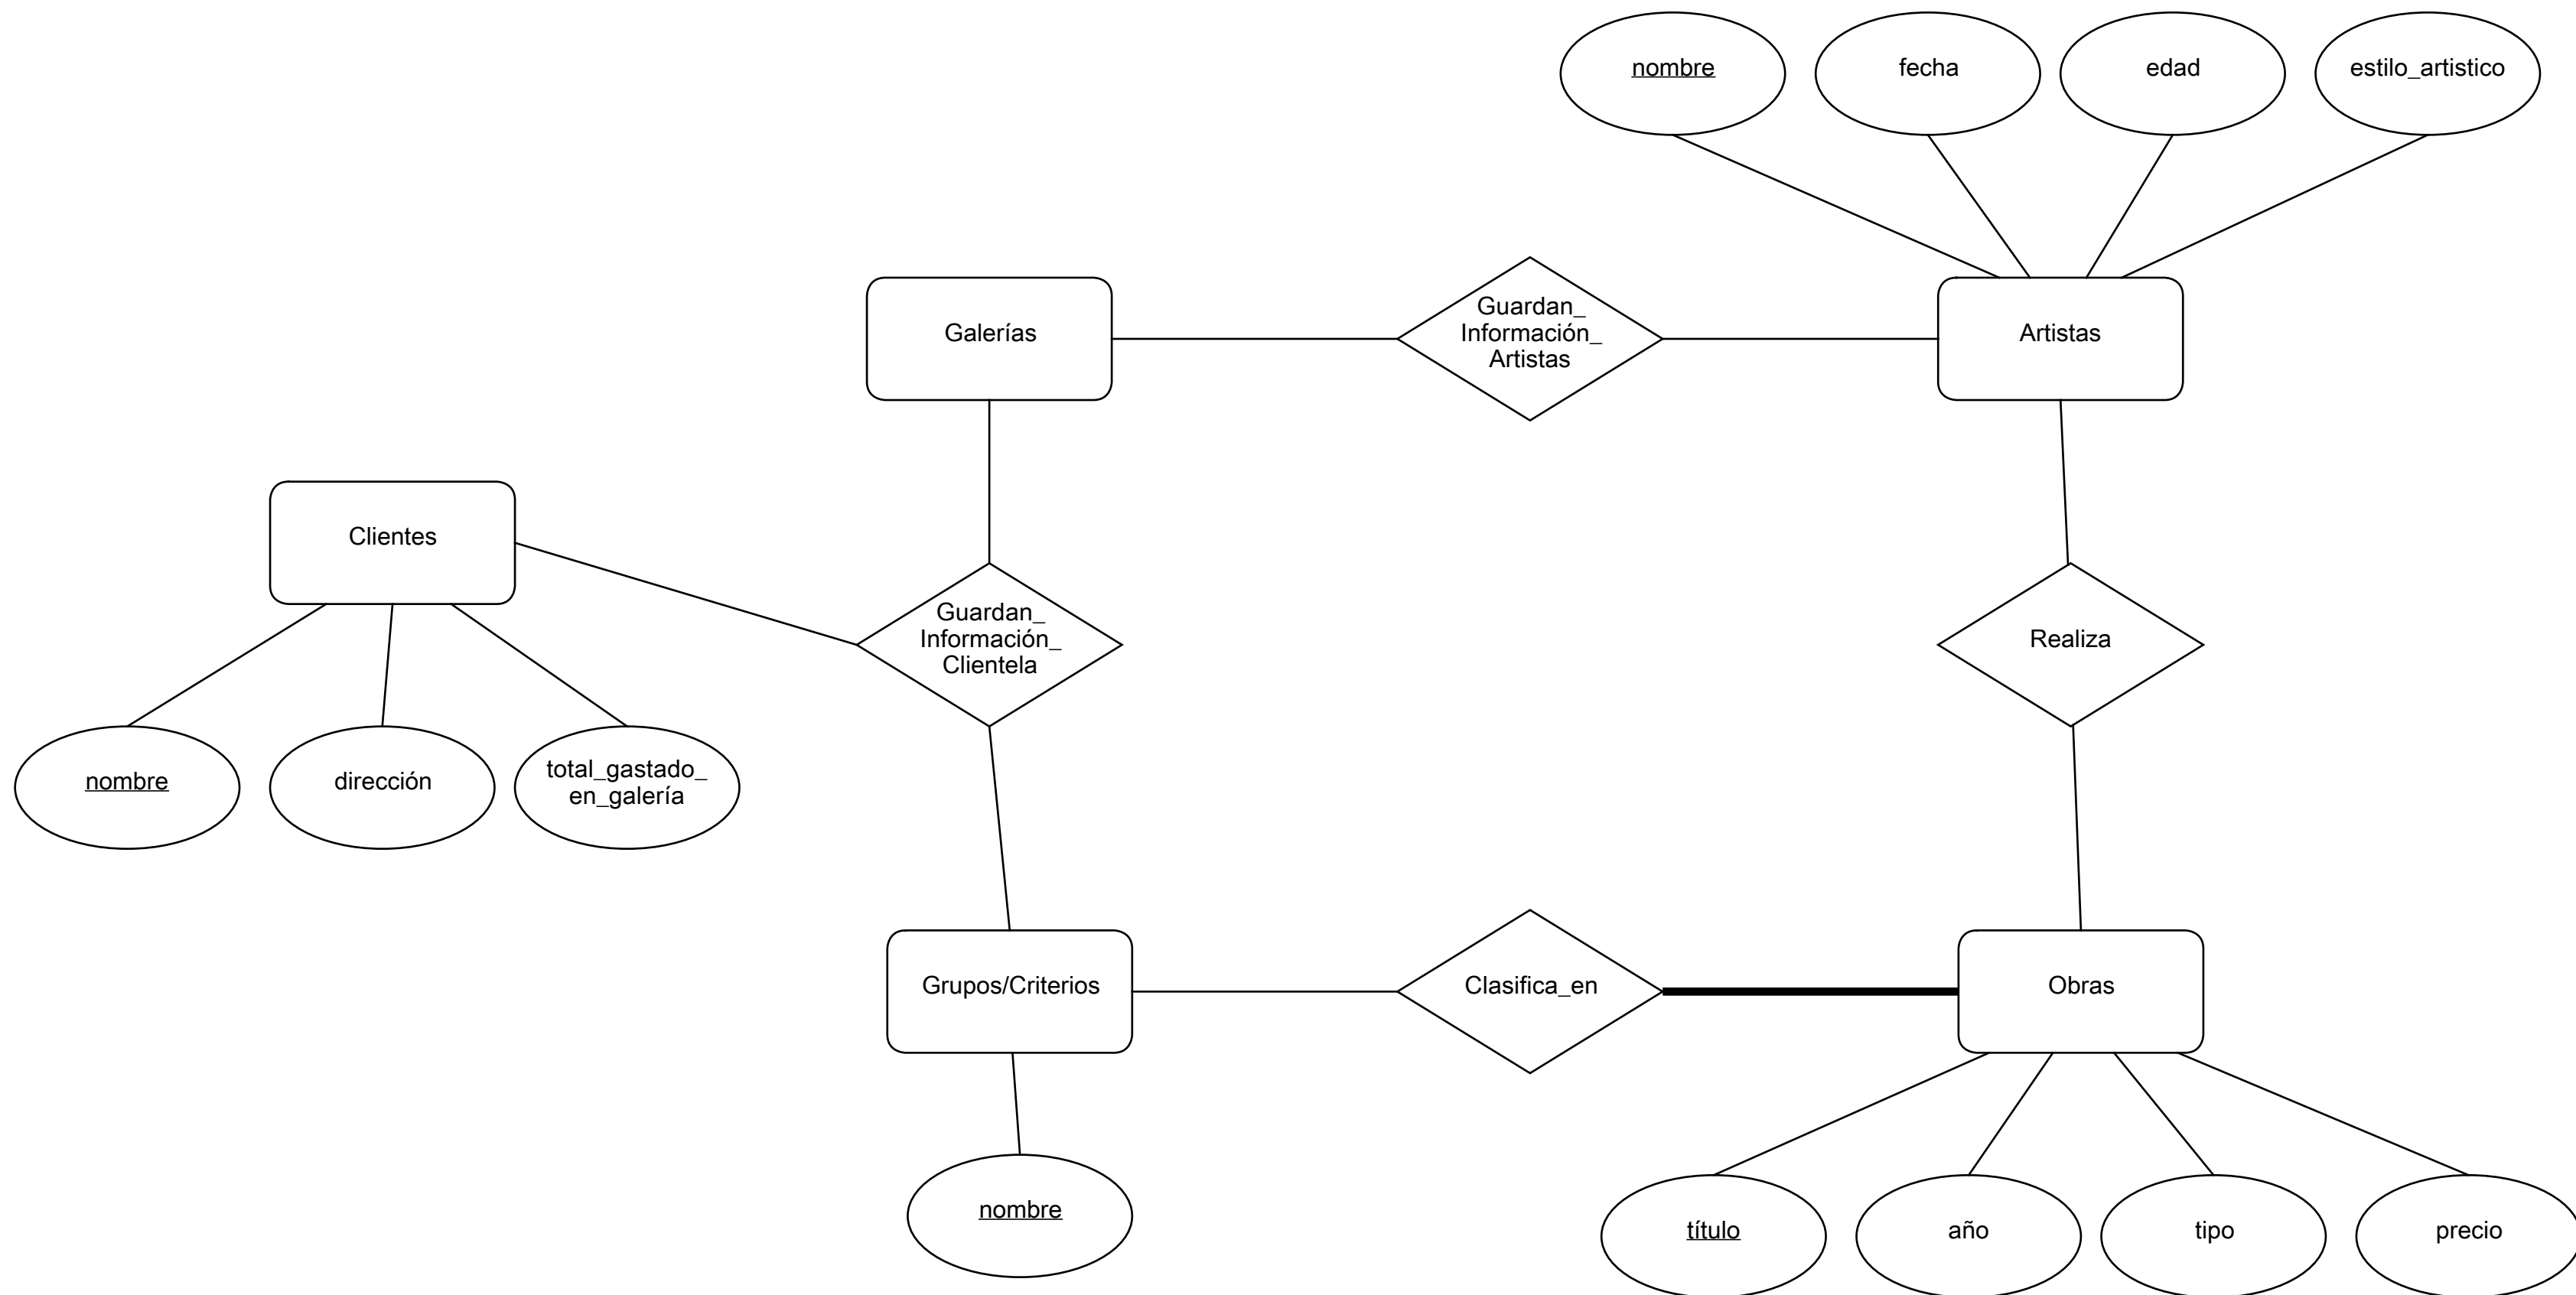 nombre
fecha
edad
estilo_artistico
Guardan_
Información_
Artistas
Galerías
Artistas
Clientes
Guardan_
Información_
Clientela
Realiza
nombre
dirección
total_gastado_
en_galería
Grupos/Criterios
Clasifica_en
Obras
nombre
título
año
tipo
precio